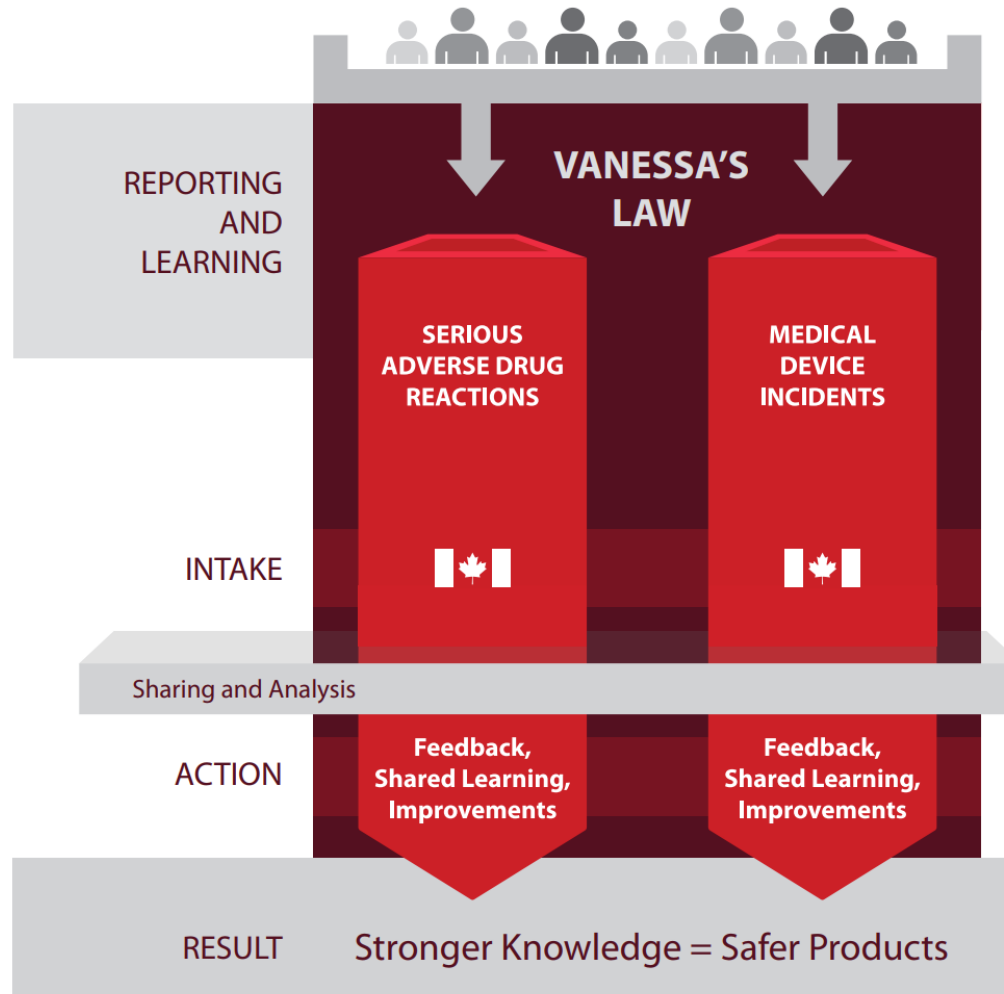 VANESSA'S
LAW
REPORTING
AND
LEARNING
SERIOUS
ADVERSE DRUG
REACTIONS
MEDICAL
DEVICE
INCIDENTS
INTAKE
Sharing and Analysis
ACTION
Feedback,
Shared Learning,
Improvements
Feedback,
Shared Learning,
Improvements
RESULT
Stronger Knowledge = Safer Products